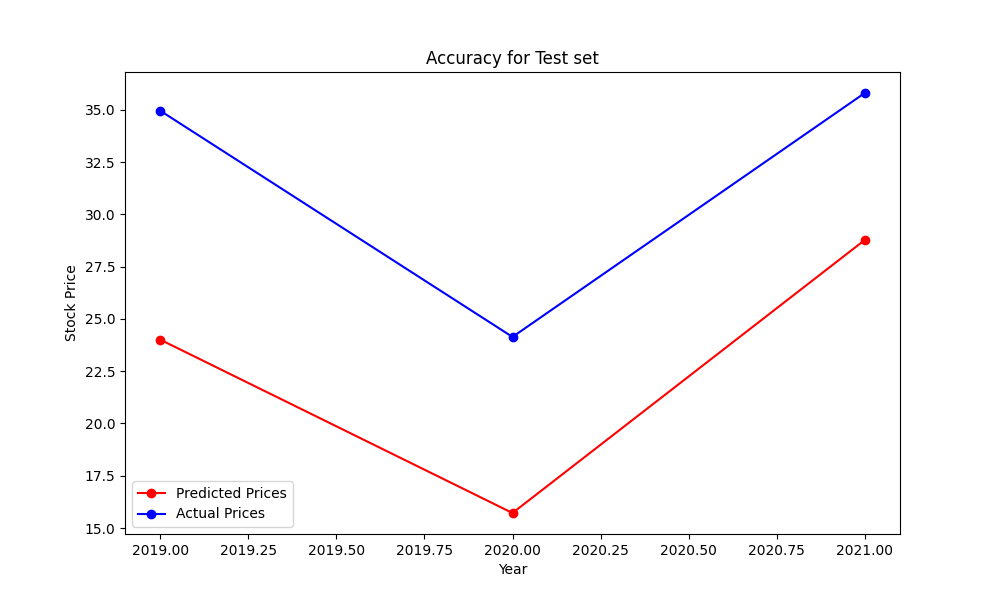 Accuracy for Test set
Stock Price
35.0
32.5
30.0
27.5
25.0
22.5
20.0
17.5
15.0
Predicted Prices
Actual Prices
2019.00 2019.25 2019.50 2019.75 2020.00 2020.25 2020.50 2020.75 2021.00
Year